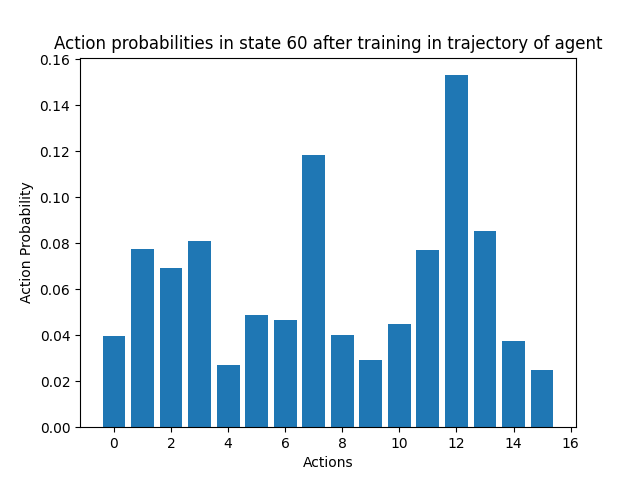 Action probabilities in state 60 after training in trajectory of agent
0.16
0.14
0.12
0.10
0.08
0.06
0.04
0.02
0.00
Action Probability
0 2 4 6 8 10 12 14 16
Actions